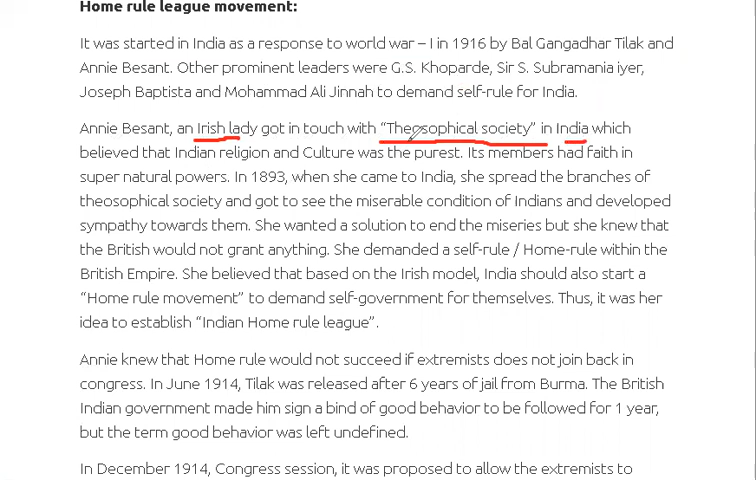 Home rule league movement:
It was started in India as a response to world war – I in 1916 by Bal Gangadhar Tilak and
Annie Besant. Other prominent leaders were G.S. Khoparde, Sir S. Subramania iyer,
Joseph Baptista and Mohammad Ali Jinnah to demand self-rule for India.
Annie Besant, an Irish lady got in touch with “Theosophical society” in India which
believed that Indian religion and Culture was the purest. Its members had faith in
super natural powers. In 1893, when she came to India, she spread the branches of
theosophical society and got to see the miserable condition of Indians and developed
sympathy towards them. She wanted a solution to end the miseries but she knew that
the British would not grant anything. She demanded a self-rule / Home-rule within the
British Empire. She believed that based on the Irish model, India should also start a
“Home rule movement” to demand self-government for themselves. Thus, it was her
idea to establish “Indian Home rule league”.
Annie knew that Home rule would not succeed if extremists does not join back in
congress. In June 1914, Tilak was released after 6 years of jail from Burma. The British
Indian government made him sign a bind of good behavior to be followed for 1 year,
but the term good behavior was left undefined.
In December 1914, Congress session, it was proposed to allow the extremists to